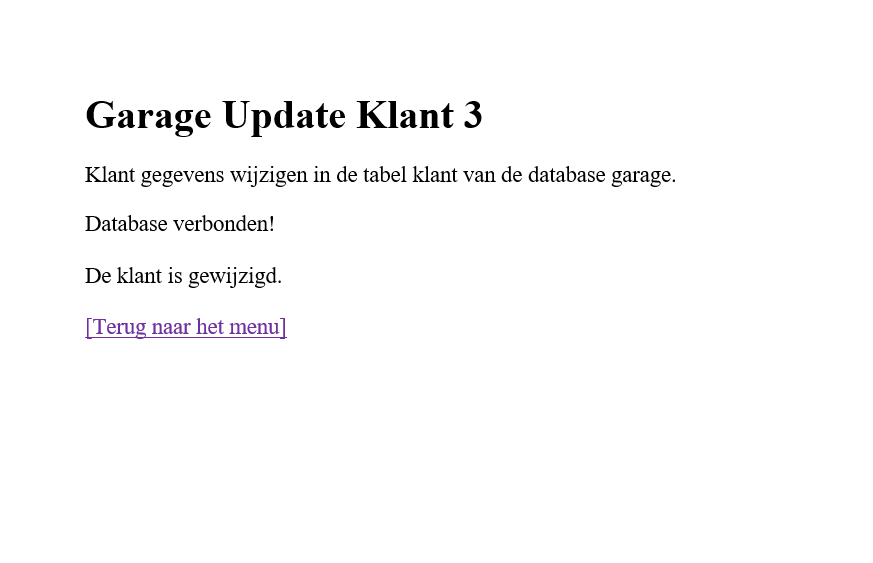 Garage Update Klant 3
Klant gegevens wijzigen in de tabel klant van de database garage.
Database verbonden!
De klant is gewijzigd.
[Terug naar het menu]